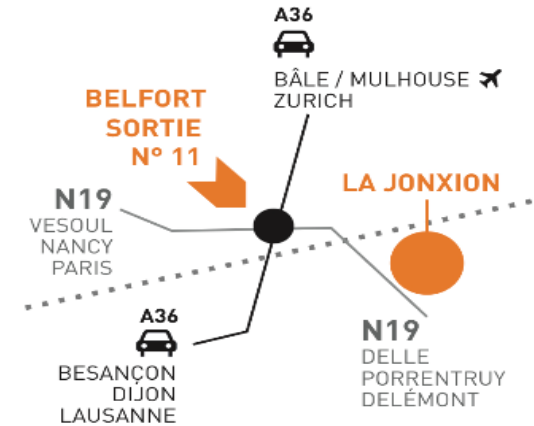 A36
BÂLE / MULHOUSE
ZURICH
BELFORT
SORTIE
N° 11
LA JONXION
N19
VESOUL
NANCY
PARIS
A36
BESANÇON
DIJON
LAUSANNE
N19
DELLE
PORRENTRUY
DELÉMONT